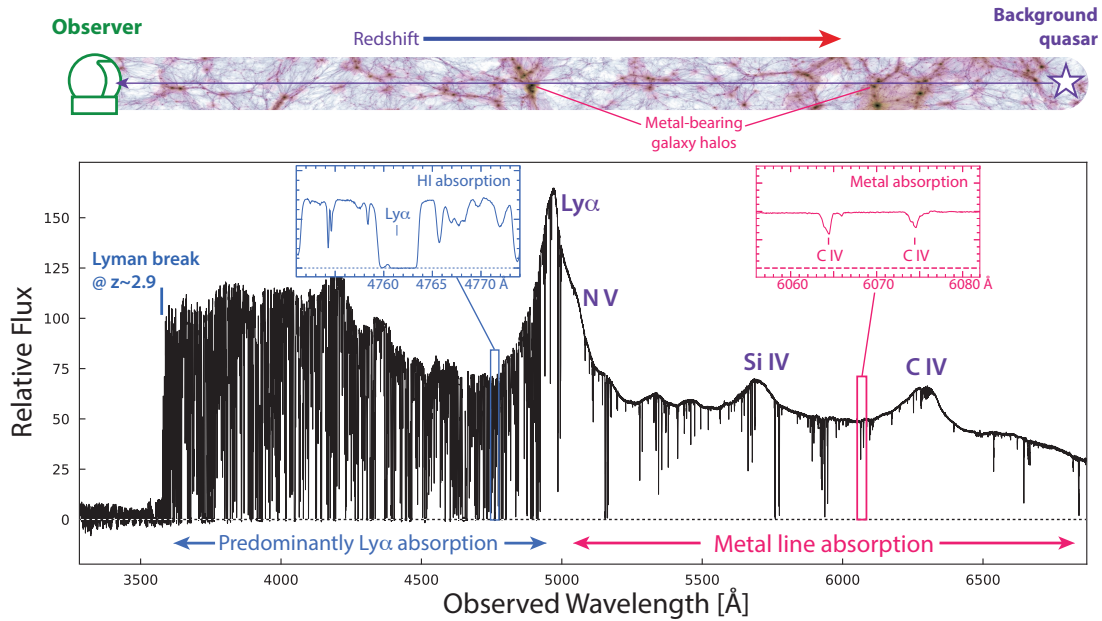 Observer
Redshift
Background
quasar
Metal-bearing
galaxy halos
HI absorption
Lyα
4760 4765 4770 Å
Metal absorption
C IV C IV
6060 6070 6080 Å
Lyα
N V
Si IV
C IV
Lyman break
@ z~2.9
150
125
100
75
50
25
0
Relative Flux
Predominantly Lyα absorption
Metal line absorption
3500 4000 4500 5000 5500 6000 6500
Observed Wavelength [Å]